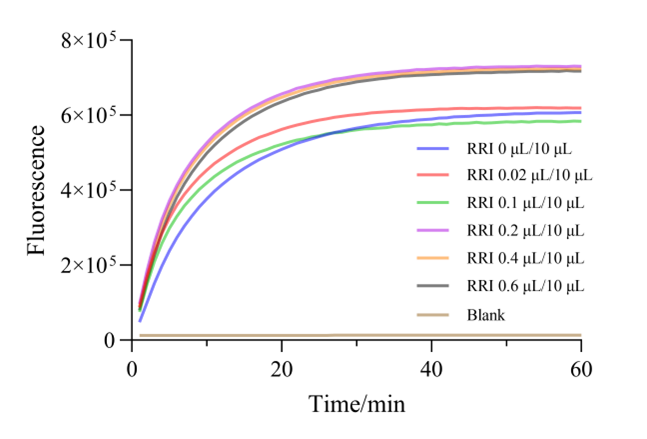 8×10⁵
6×10⁵
4×10⁵
2×10⁵
0
Fluorescence
RRI 0 μL/10 μL
RRI 0.02 μL/10 μL
RRI 0.1 μL/10 μL
RRI 0.2 μL/10 μL
RRI 0.4 μL/10 μL
RRI 0.6 μL/10 μL
Blank
0 20 40 60
Time/min